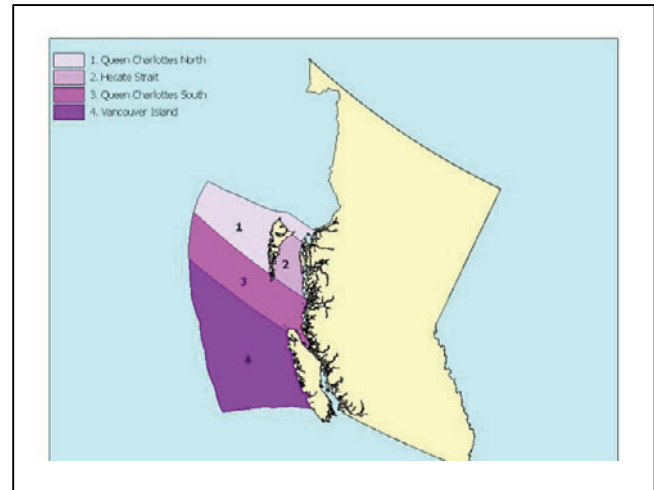 1. Queen Charlottes North
2. Hecate Strait
3. Queen Charlottes South
4. Vancouver Island
1
2
3
4